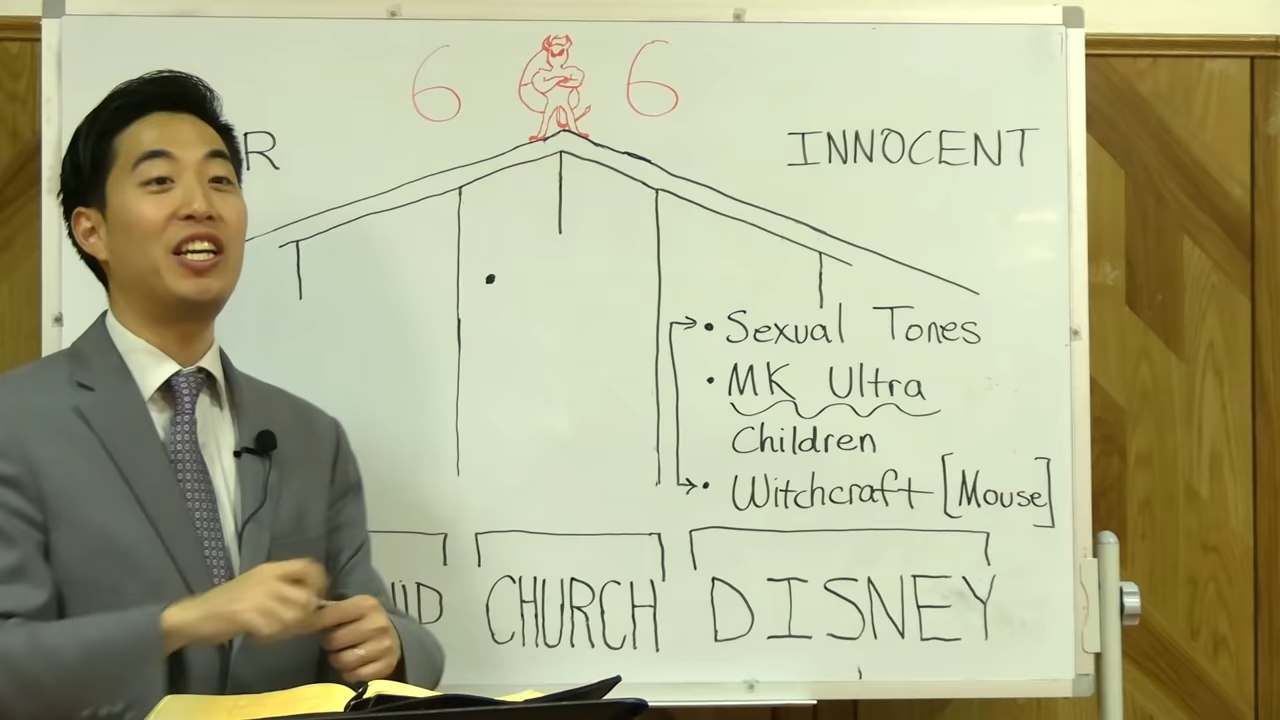 6 6
INNOCENT
• Sexual Tones
• MK Ultra
Children
• Witchcraft [Mouse]
CHURCH DISNEY